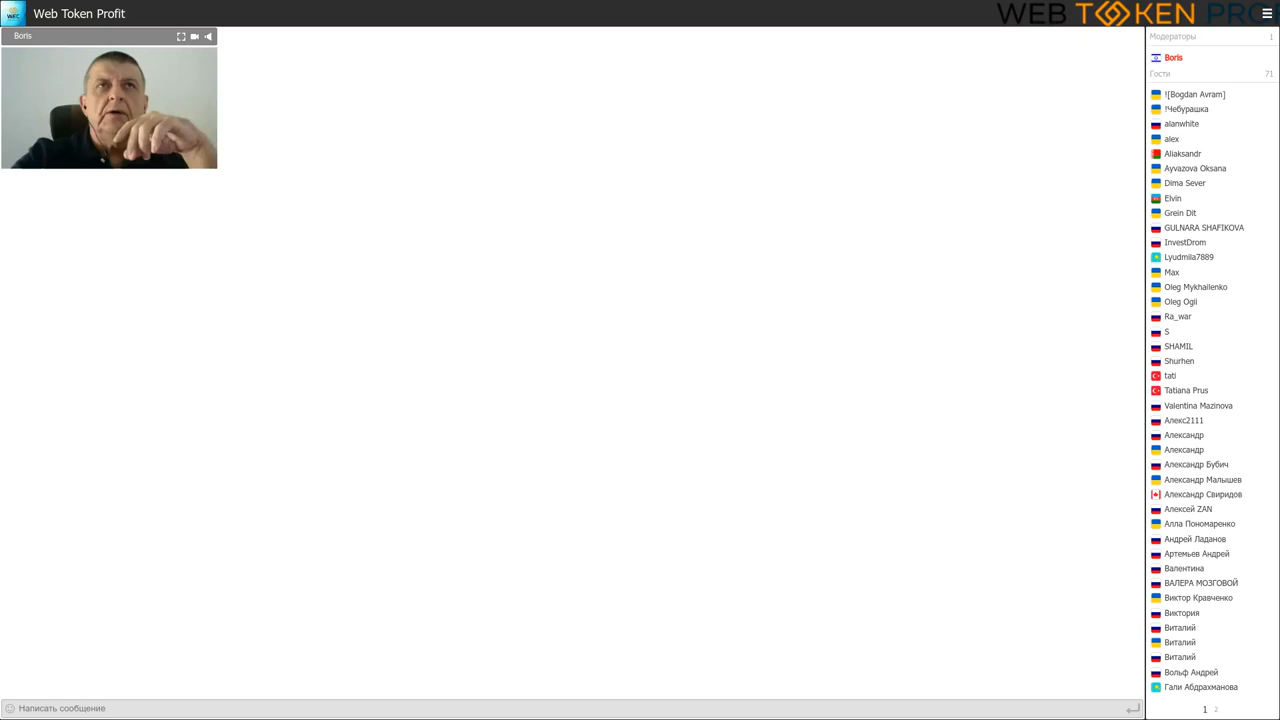 WEC
Web Token Profit
WEB TOKEN PRO
Boris
Модераторы 1
Boris
Гости 71
![Bogdan Avram]
!Чебурашка
alanwhite
alex
Aliaksandr
Ayvazova Oksana
Dima Sever
Elvin
Grein Dit
GULNARA SHAFIKOVA
InvestDrom
Lyudmila7889
Max
Oleg Mykhailenko
Oleg Ogii
Ra_war
S
SHAMIL
Shurhen
tati
Tatiana Prus
Valentina Mazinova
Алекс2111
Александр
Александр
Александр Бубич
Александр Малышев
Александр Свиридов
Алексей ZAN
Алла Пономаренко
Андрей Ладанов
Артемьев Андрей
Валентина
ВАЛЕРА МОЗГОВОЙ
Виктор Кравченко
Виктория
Виталий
Виталий
Виталий
Вольф Андрей
Гали Абдрахманова
1 2
Написать сообщение